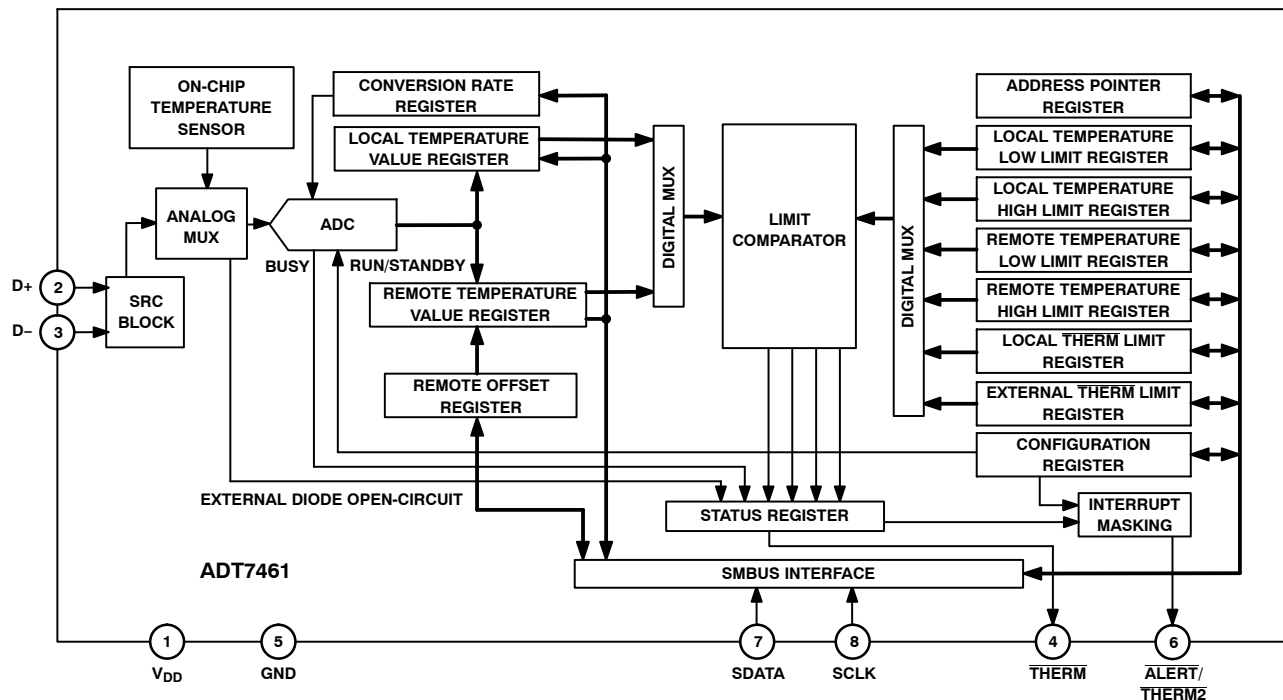 ON-CHIP
TEMPERATURE
SENSOR
CONVERSION RATE
REGISTER
LOCAL TEMPERATURE
VALUE REGISTER
ANALOG
MUX
ADC
BUSY
RUN/STANDBY
D+
2
D–
3
SRC
BLOCK
REMOTE TEMPERATURE
VALUE REGISTER
REMOTE OFFSET
REGISTER
DIGITAL MUX
LIMIT
COMPARATOR
DIGITAL MUX
ADDRESS POINTER
REGISTER
LOCAL TEMPERATURE
LOW LIMIT REGISTER
LOCAL TEMPERATURE
HIGH LIMIT REGISTER
REMOTE TEMPERATURE
LOW LIMIT REGISTER
REMOTE TEMPERATURE
HIGH LIMIT REGISTER
LOCAL THERM LIMIT
REGISTER
EXTERNAL THERM LIMIT
REGISTER
CONFIGURATION
REGISTER
EXTERNAL DIODE OPEN-CIRCUIT
STATUS REGISTER
INTERRUPT
MASKING
ADT7461
SMBUS INTERFACE
1
5
7
8
4
6
VDD
GND
SDATA
SCLK
THERM
ALERT/
THERM2